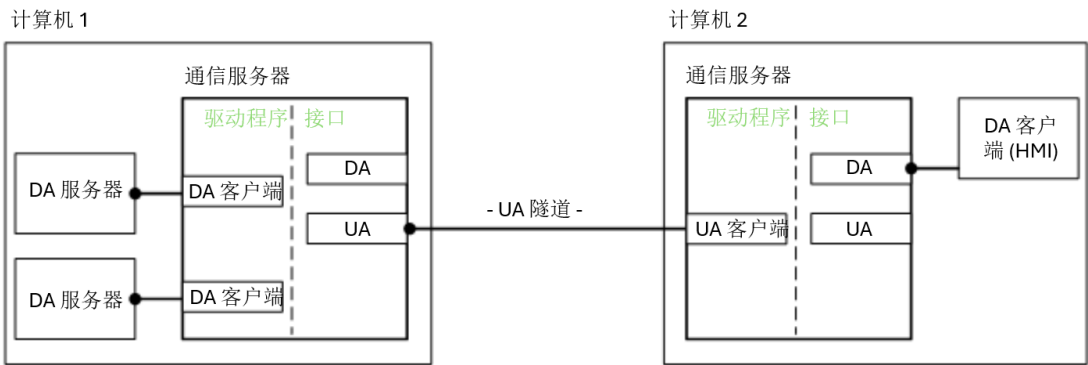 计算机 1
计算机 2
通信服务器
通信服务器
驱动程序
接口
驱动程序
接口
DA 服务器
DA 客户端
DA
DA
DA 客户
端 (HMI)
UA
- UA 隧道 -
UA 客户端
UA
DA 服务器
DA 客户端